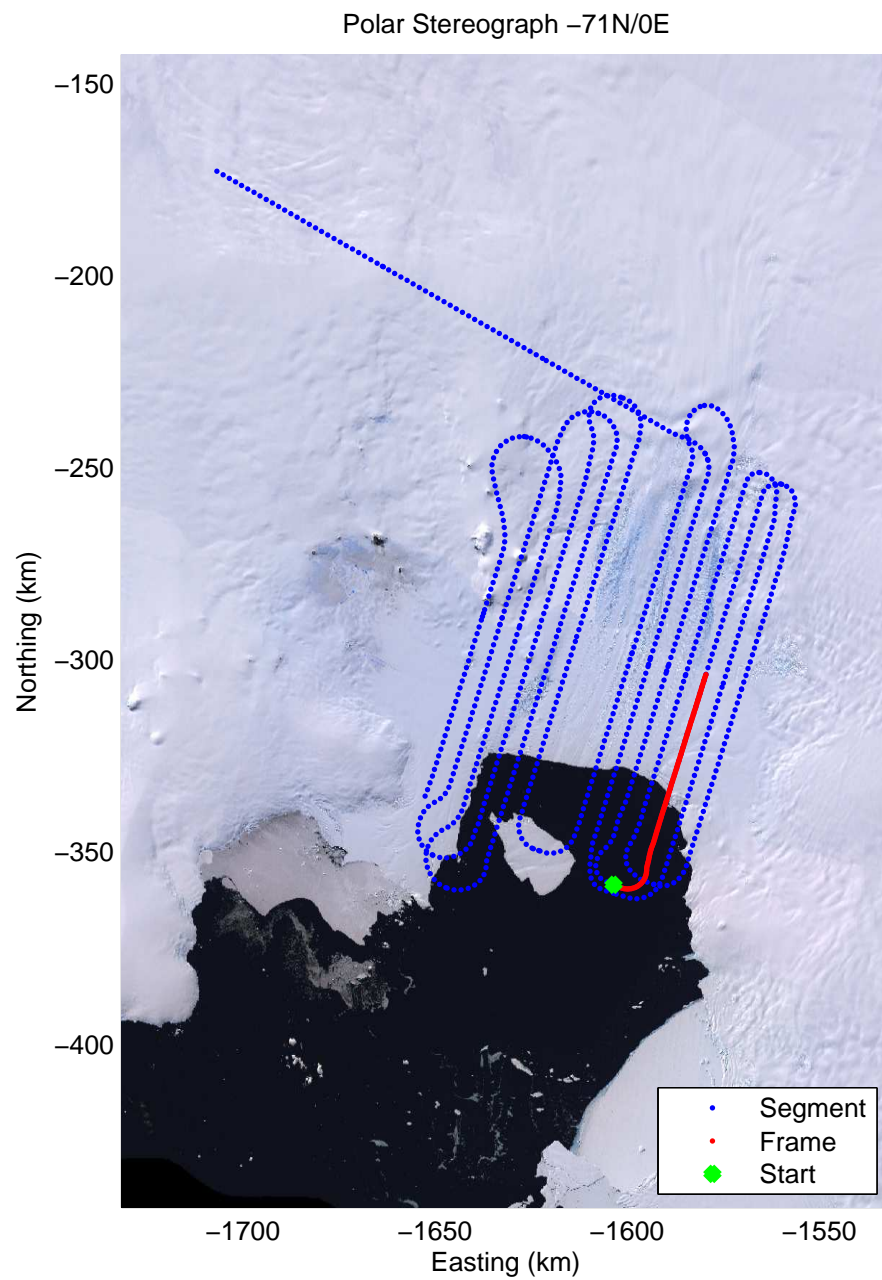 Polar Stereograph −71N/0E
−150
−200
−250
−300
−350
−400
Northing (km)
−1700
−1650
−1600
−1550
Easting (km)
Segment
Frame
Start